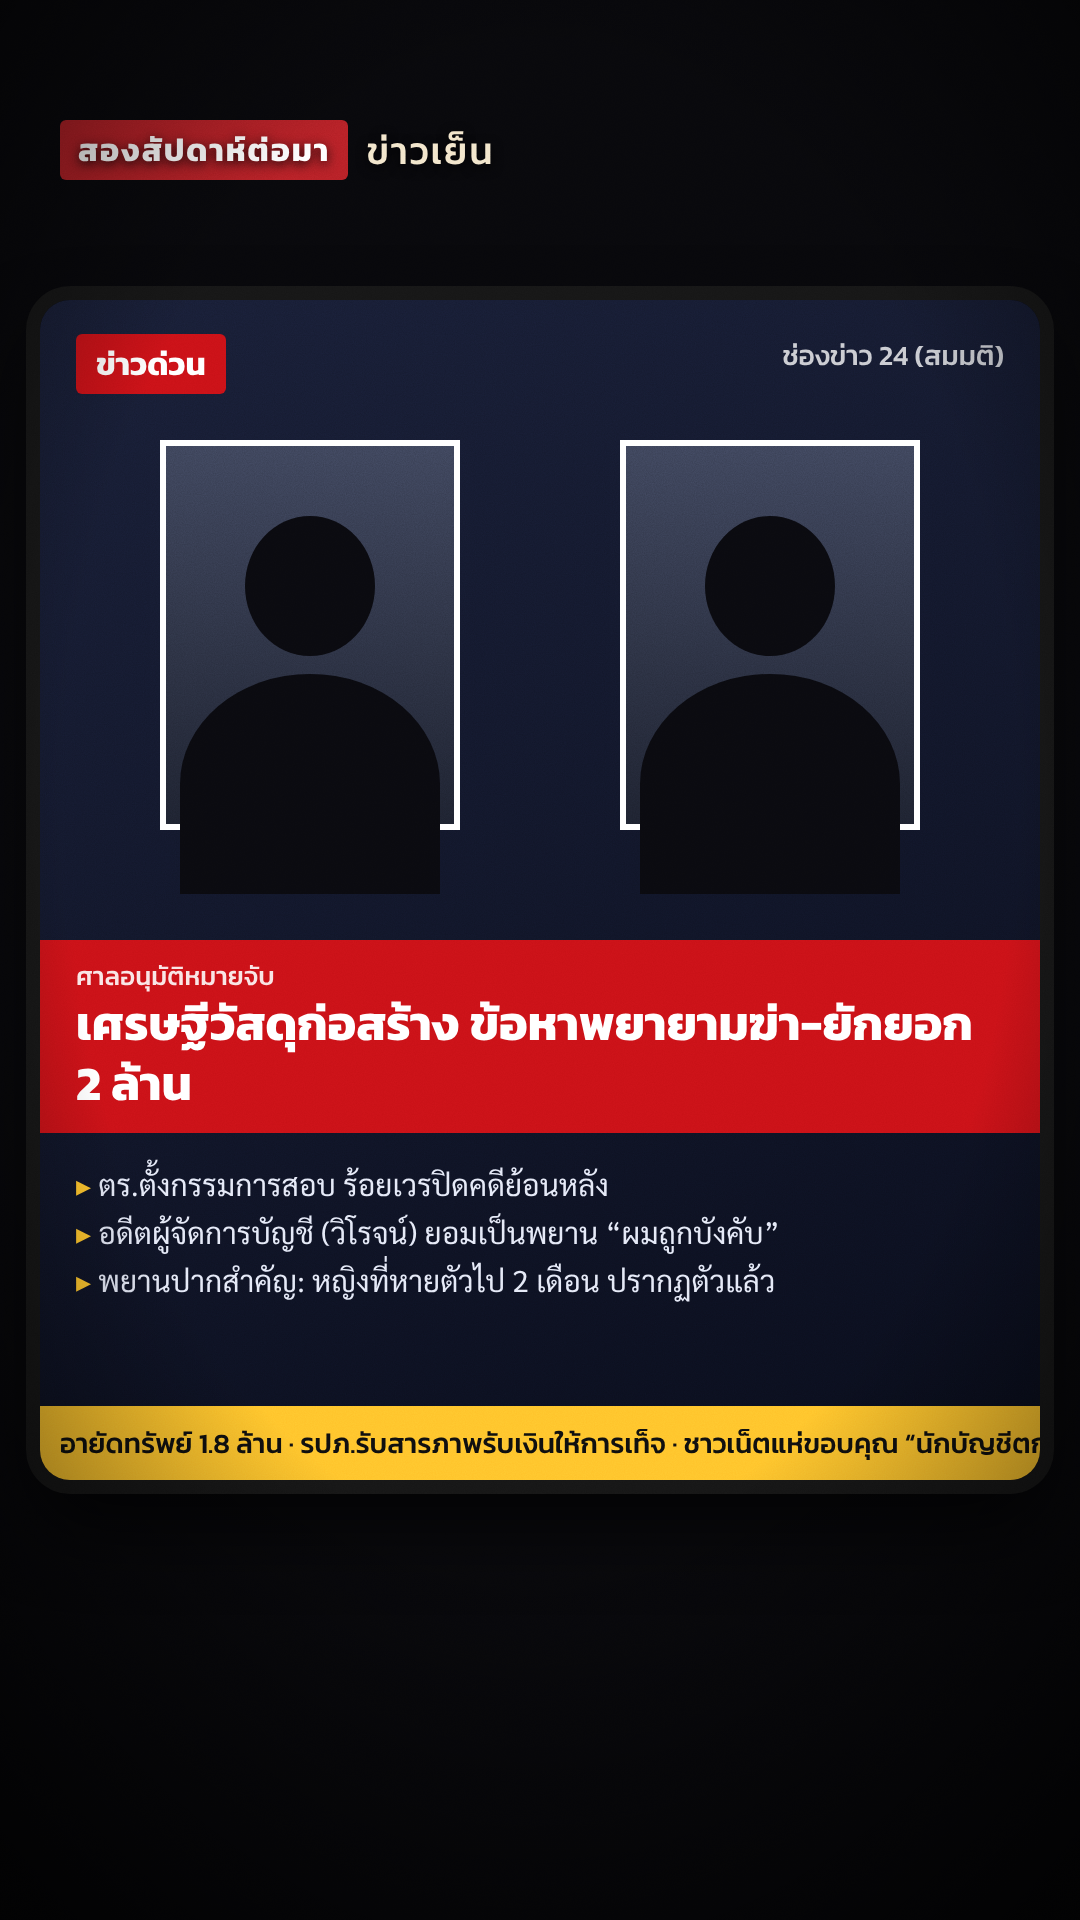 สองสัปดาห์ต่อมา ข่าวเย็น
ข่าวด่วน
ช่องข่าว 24 (สมมติ)
ศาลอนุมัติหมายจับ
เศรษฐีวัสดุก่อสร้าง ข้อหาพยายามฆ่า-ยักยอก
2 ล้าน
▸ ตร.ตั้งกรรมการสอบ ร้อยเวรปิดคดีย้อนหลัง
▸ อดีตผู้จัดการบัญชี (วิโรจน์) ยอมเป็นพยาน “ผมถูกบังคับ”
▸ พยานปากสำคัญ: หญิงที่หายตัวไป 2 เดือน ปรากฏตัวแล้ว
อายัดทรัพย์ 1.8 ล้าน · รปภ.รับสารภาพรับเงินให้การเท็จ · ชาวเน็ตแห่ขอบคุณ “นักบัญชีต